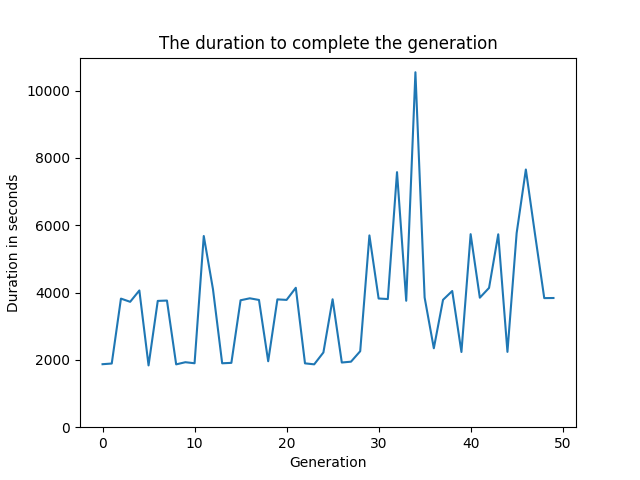 The duration to complete the generation
10000
8000
6000
4000
2000
0
Duration in seconds
0 10 20 30 40 50
Generation